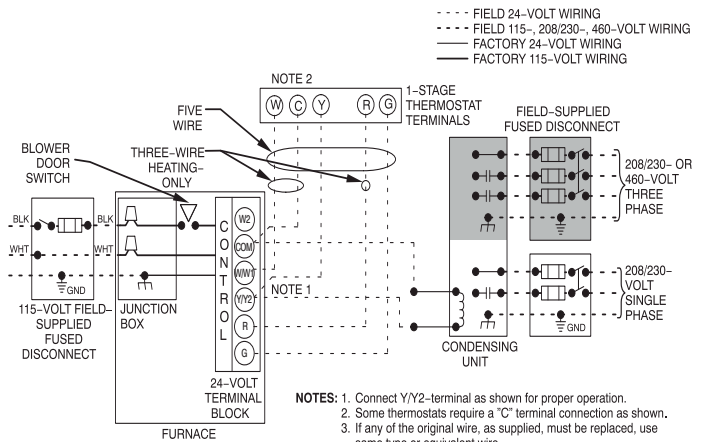 FIELD 24-VOLT WIRING
FIELD 115-, 208/230-, 460-VOLT WIRING
FACTORY 24-VOLT WIRING
FACTORY 115-VOLT WIRING
NOTE 2
W C Y R G
1-STAGE
THERMOSTAT
TERMINALS
FIVE
WIRE
THREE-WIRE
HEATING-
ONLY
BLOWER
DOOR
SWITCH
FIELD-SUPPLIED
FUSED DISCONNECT
208/230- OR
460-VOLT
THREE
PHASE
BLK
BLK
WHT
WHT
GND
C
O
N
T
R
O
L
W2
COM
W/W1
Y/Y2
R
G
NOTE 1
208/230-
VOLT
SINGLE
PHASE
GND
115-VOLT FIELD-
SUPPLIED
FUSED
DISCONNECT
JUNCTION
BOX
CONDENSING
UNIT
24-VOLT
TERMINAL
BLOCK
FURNACE
NOTES: 1. Connect Y/Y2-terminal as shown for proper operation.
2. Some thermostats require a "C" terminal connection as shown.
3. If any of the original wire, as supplied, must be replaced, use